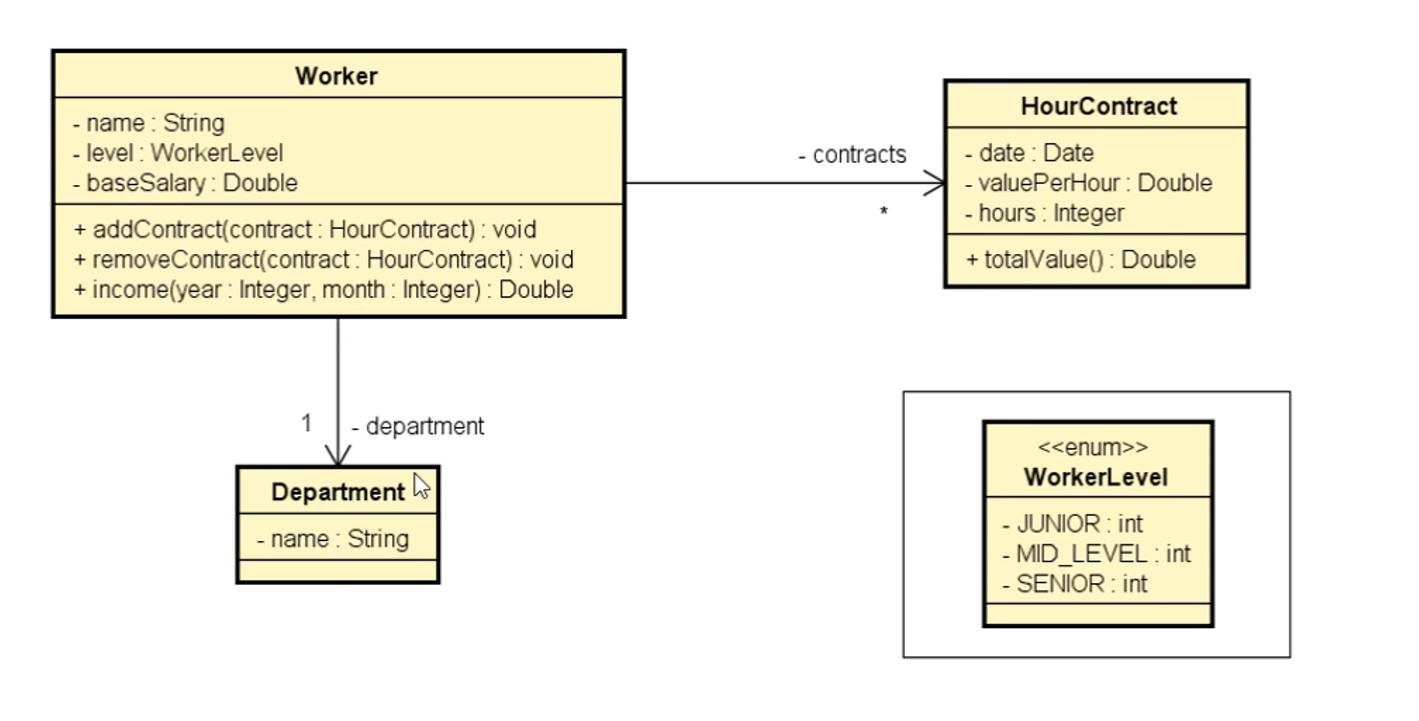 Worker
- name : String
- level : WorkerLevel
- baseSalary : Double
+ addContract(contract : HourContract) : void
+ removeContract(contract : HourContract) : void
+ income(year : Integer, month : Integer) : Double
- contracts
*
HourContract
- date : Date
- valuePerHour : Double
- hours : Integer
+ totalValue() : Double
1
- department
Department
- name : String
<<enum>>
WorkerLevel
- JUNIOR : int
- MID_LEVEL : int
- SENIOR : int